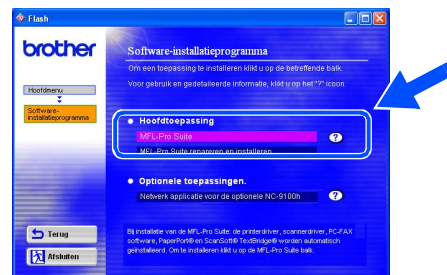 Flash
brother
Software-installatieprogramma
Om een toepassing te installeren klikt u op de betreffende balk.
Voor gebruik en gedetailleerde informatie, klikt u op het "?" icoon.
Hoofdmenu
Software-
installatieprogramma
Hoofdtoepassing
MFL-Pro Suite
?
MFL-Pro Suite repareren en installeren
Optionele toepassingen.
Netwerk applicatie voor de optionele NC-9100h
?
Terug
Afsluiten
Bij installatie van de MFL-Pro Suite: de printerdriver, scannerdriver, PC-FAX
software, PaperPort® en ScanSoft® TextBridge® worden automatisch
geïnstalleerd. Om te installeren klikt u op de MFL-Pro Suite balk.